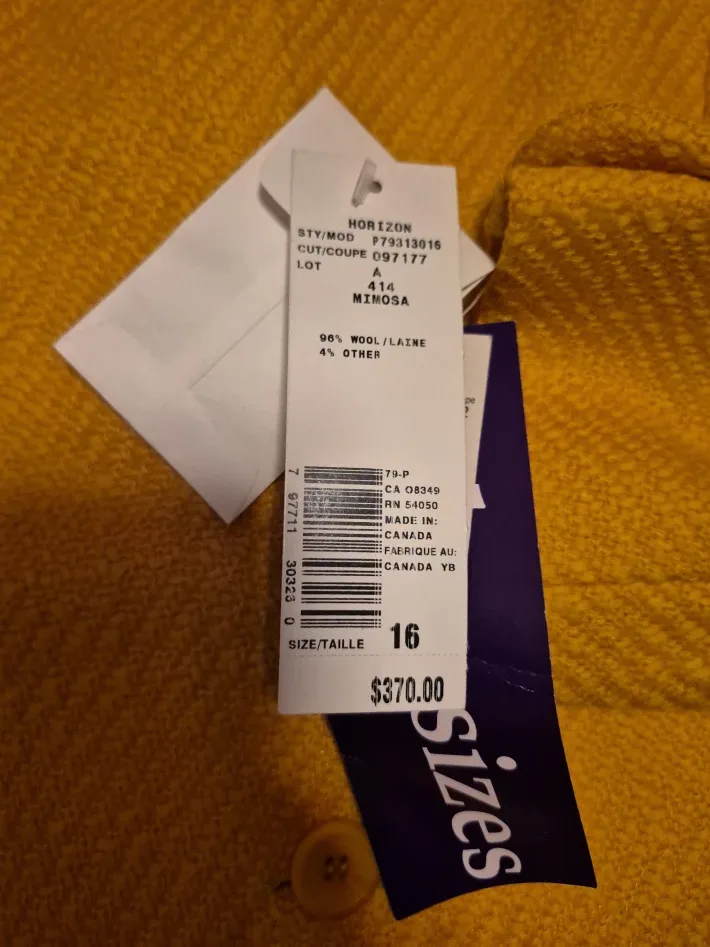 HORIZON
STY/MOD P79313016
CUT/COUPE 097177
LOT A
414
MIMOSA
96% WOOL/LAINE
4% OTHER
79-P
CA 08349
RN 54050
MADE IN:
CANADA
FABRIQUE AU:
CANADA YB
7 97711 30323 0
SIZE/TAILLE 16
$370.00
sizes